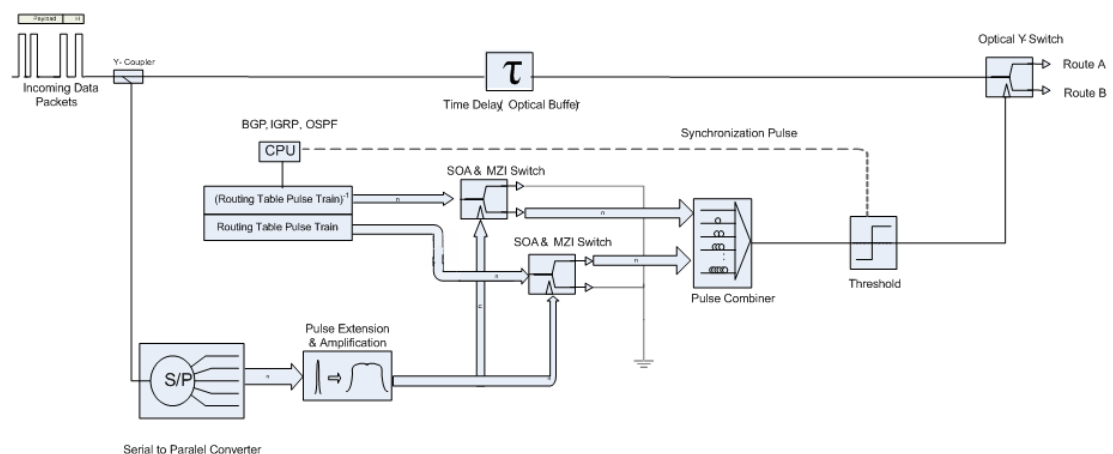 Payload
Incoming Data
Packets
Y- Coupler
τ
Time Delay( Optical Buffer)
Optical Y-Switch
Route A
Route B
BGP, IGRP, OSPF
CPU
Synchronization Pulse
(Routing Table Pulse Train)-1
Routing Table Pulse Train
n
SOA & MZI Switch
n
SOA & MZI Switch
n
n
n
n
n
Pulse Combiner
Threshold
Pulse Extension
& Amplification
S/P
n
Serial to Paralel Converter